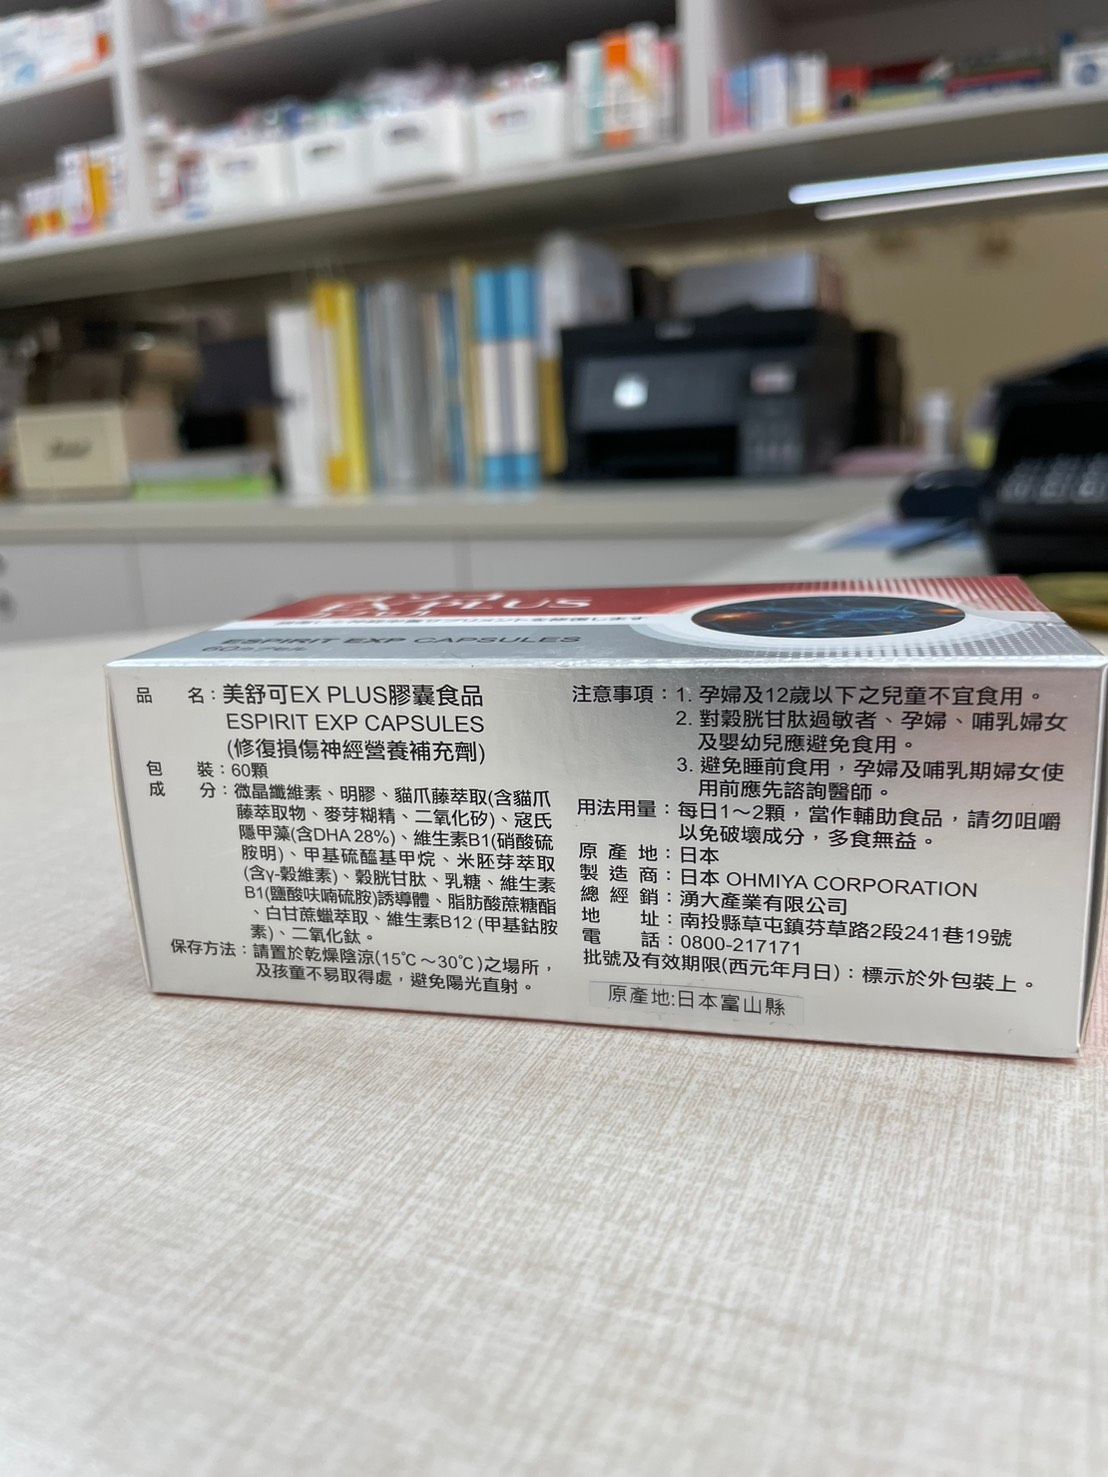 EX PLUS
ESPIRIT EXP CAPSULES
品 名：美舒可EX PLUS膠囊食品
ESPIRIT EXP CAPSULES
(修復損傷神經營養補充劑)
包 裝：60顆
成 分：微晶纖維素、明膠、貓爪藤萃取(含貓爪
藤萃取物、麥芽糊精、二氧化矽)、寇氏
隱甲藻(含DHA 28%)、維生素B1(硝酸硫
胺明)、甲基硫醯基甲烷、米胚芽萃取
(含γ-穀維素)、穀胱甘肽、乳糖、維生素
B1(鹽酸呋喃硫胺)誘導體、脂肪酸蔗糖酯
、白甘蔗蠟萃取、維生素B12 (甲基鈷胺
素)、二氧化鈦。
保存方法：請置於乾燥陰涼(15℃～30℃)之場所，
及孩童不易取得處，避免陽光直射。
注意事項：1. 孕婦及12歲以下之兒童不宜食用。
2. 對穀胱甘肽過敏者、孕婦、哺乳婦女
及嬰幼兒應避免食用。
3. 避免睡前食用，孕婦及哺乳期婦女使
用前應先諮詢醫師。
用法用量：每日1～2顆，當作輔助食品，請勿咀嚼
以免破壞成分，多食無益。
原 產 地：日本
製 造 商：日本 OHMIYA CORPORATION
總 經 銷：湧大產業有限公司
地 址：南投縣草屯鎮芬草路2段241巷19號
電 話：0800-217171
批號及有效期限(西元年月日)：標示於外包裝上。
原產地:日本富山縣